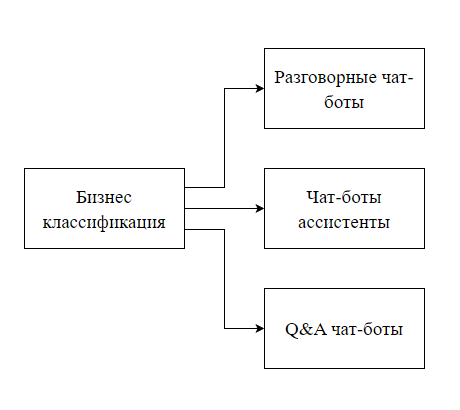 Разговорные чат-
боты
Бизнес
классификация
Чат-боты
ассистенты
Q&A чат-боты